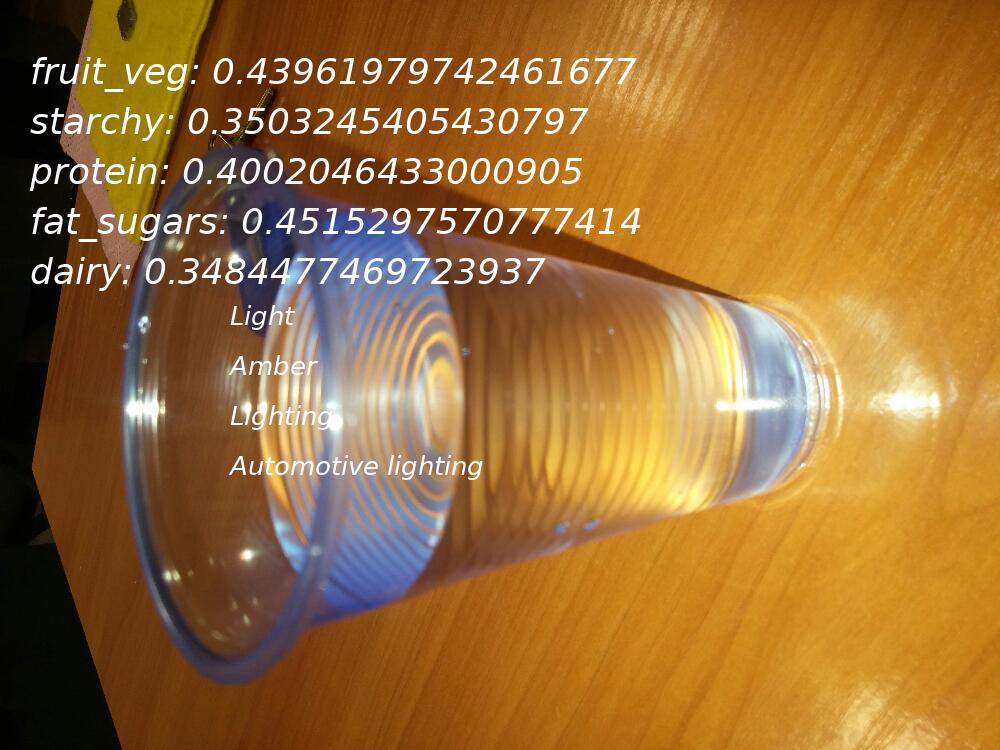 fruit_veg: 0.43961979742461677
starchy: 0.3503245405430797
protein: 0.4002046433000905
fat_sugars: 0.4515297570777414
dairy: 0.3484477469723937
Light
Amber
Lighting
Automotive lighting